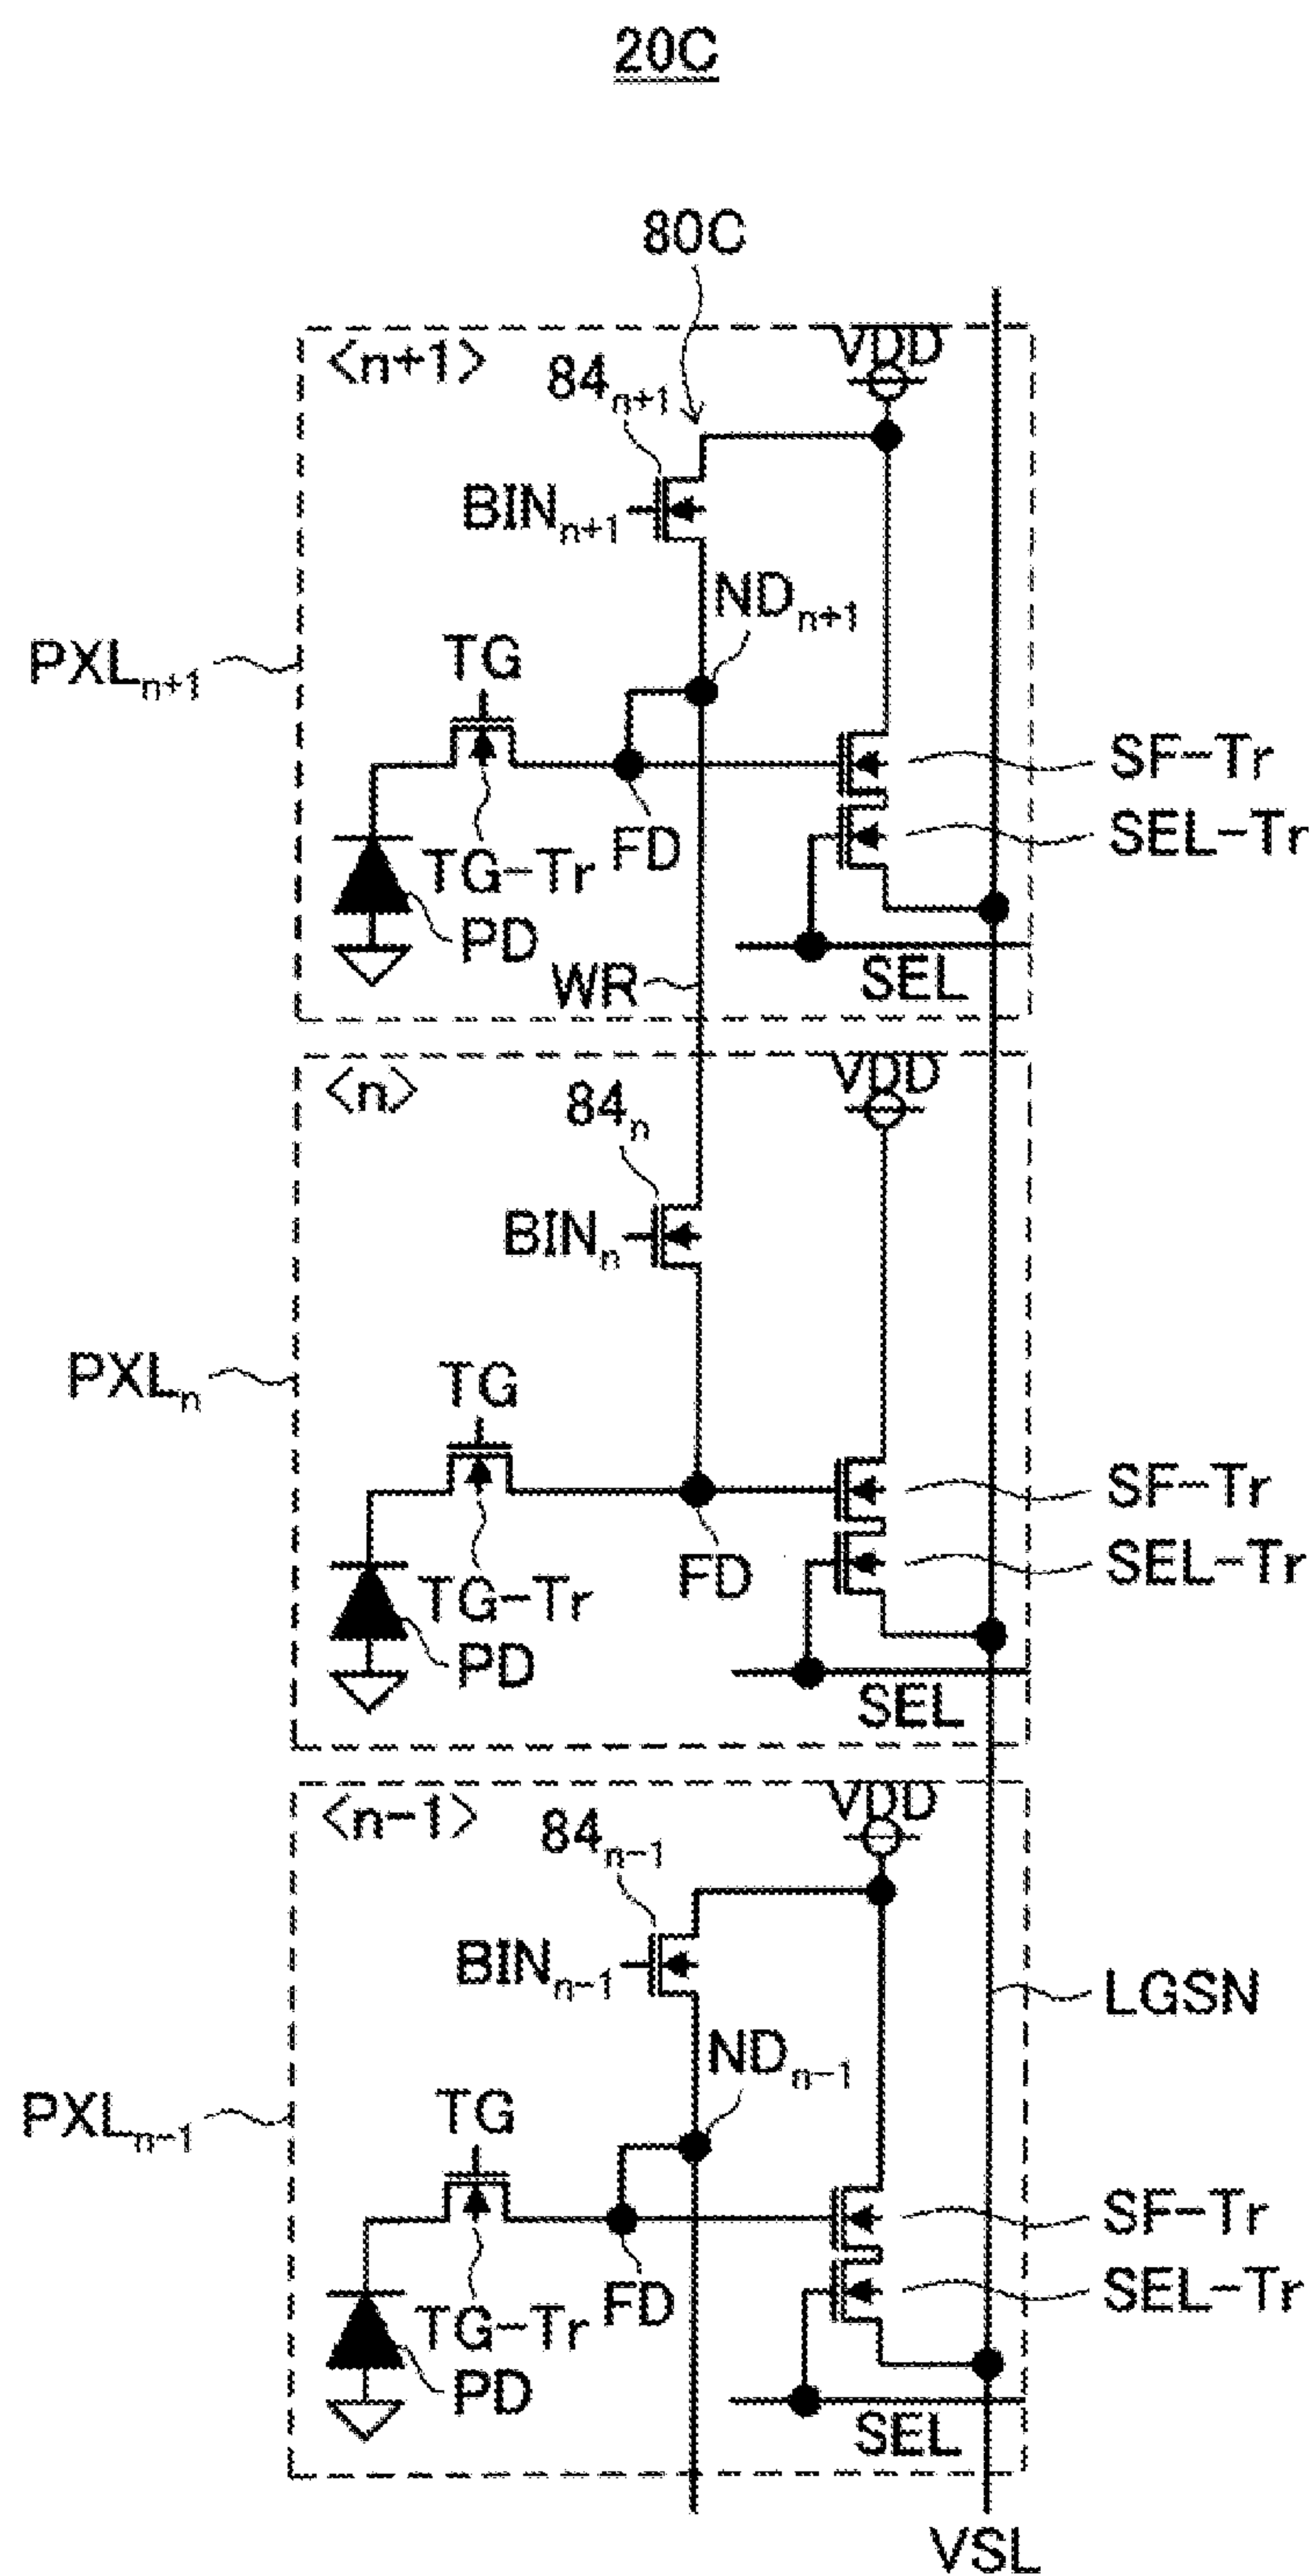 20C
80C
<n+1>
VDD
84n+1
BINn+1
NDn+1
PXLn+1
TG
SF-Tr
FD
SEL-Tr
TG-Tr
PD
WR
SEL
<n>
VDD
84n
BINn
PXLn
TG
SF-Tr
FD
SEL-Tr
TG-Tr
PD
SEL
<n-1>
VDD
84n-1
BINn-1
LGSN
NDn-1
PXLn-1
TG
SF-Tr
FD
SEL-Tr
TG-Tr
PD
SEL
VSL